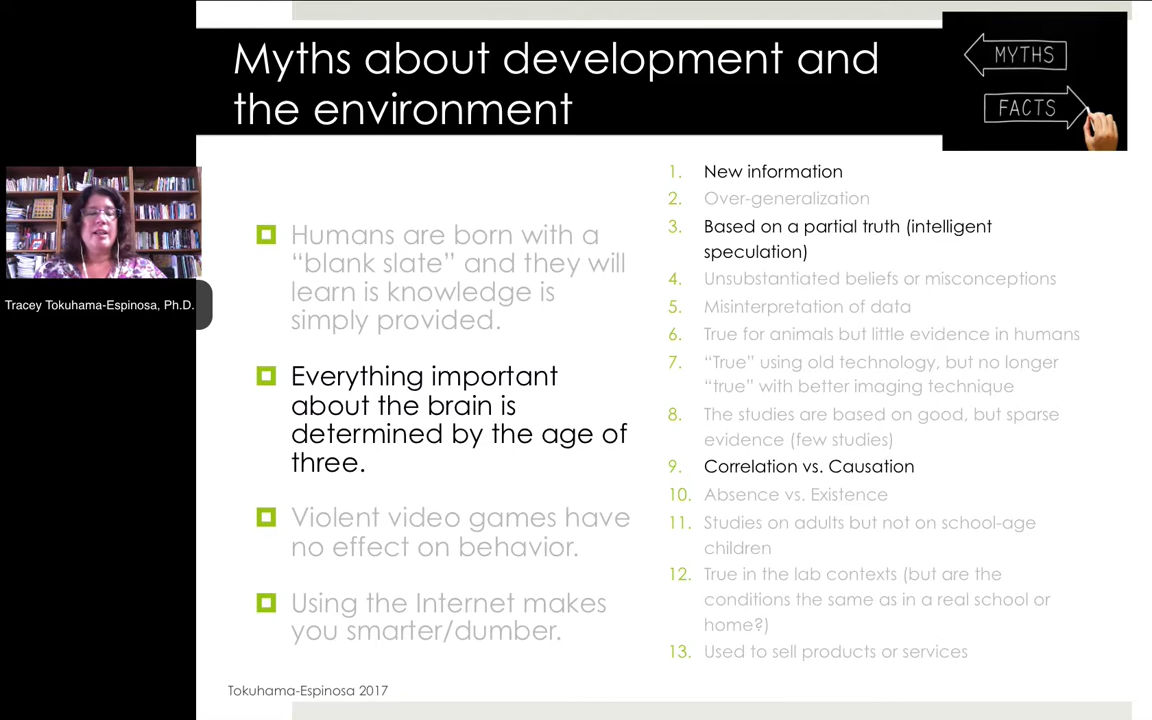 Myths about development and
the environment
MYTHS
FACTS
Tracey Tokuhama-Espinosa, Ph.D.
Humans are born with a
“blank slate” and they will
learn is knowledge is
simply provided.
Everything important
about the brain is
determined by the age of
three.
Violent video games have
no effect on behavior.
Using the Internet makes
you smarter/dumber.
1. New information
2. Over-generalization
3. Based on a partial truth (intelligent
speculation)
4. Unsubstantiated beliefs or misconceptions
5. Misinterpretation of data
6. True for animals but little evidence in humans
7. “True” using old technology, but no longer
“true” with better imaging technique
8. The studies are based on good, but sparse
evidence (few studies)
9. Correlation vs. Causation
10. Absence vs. Existence
11. Studies on adults but not on school-age
children
12. True in the lab contexts (but are the
conditions the same as in a real school or
home?)
13. Used to sell products or services
Tokuhama-Espinosa 2017